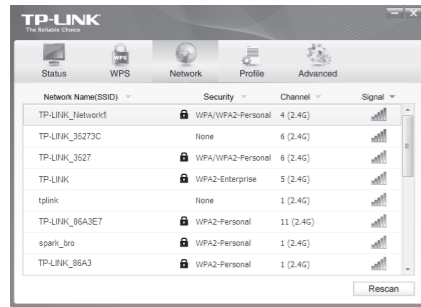 TP-LINK
The Reliable Choice
Status WPS Network Profile Advanced
Network Name(SSID) Security Channel Signal
TP-LINK_Network1 WPA/WPA2-Personal 4 (2.4G)
TP-LINK_35273C None 6 (2.4G)
TP-LINK_3527 WPA/WPA2-Personal 6 (2.4G)
TP-LINK WPA2-Enterprise 5 (2.4G)
tplink None 1 (2.4G)
TP-LINK_86A3E7 WPA2-Personal 11 (2.4G)
spark_bro WPA2-Personal 1 (2.4G)
TP-LINK_86A3 WPA2-Personal 1 (2.4G)
Rescan